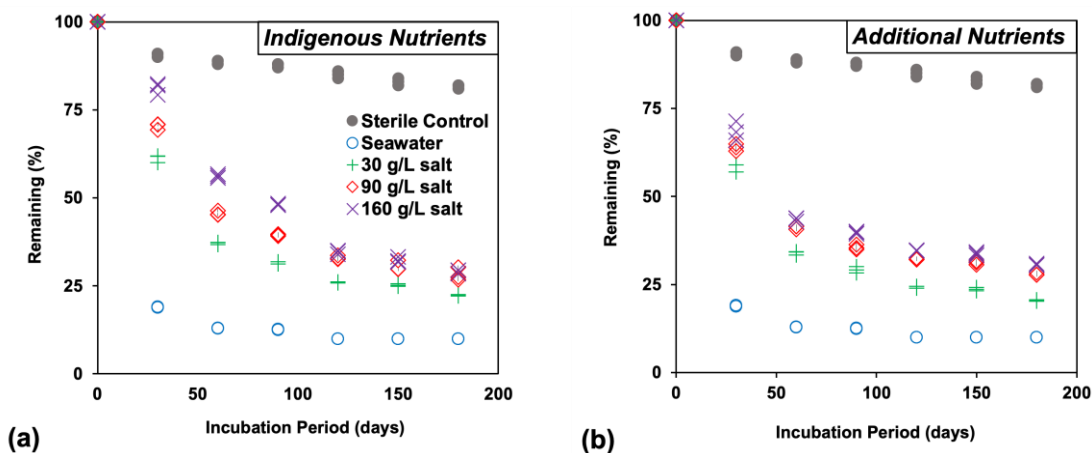 Indigenous Nutrients
100
75
50
25
0
Remaining (%)
Sterile Control
Seawater
30 g/L salt
90 g/L salt
160 g/L salt
0 50 100 150 200
Incubation Period (days)
(a)
Additional Nutrients
100
75
50
25
0
Remaining (%)
0 50 100 150 200
Incubation Period (days)
(b)